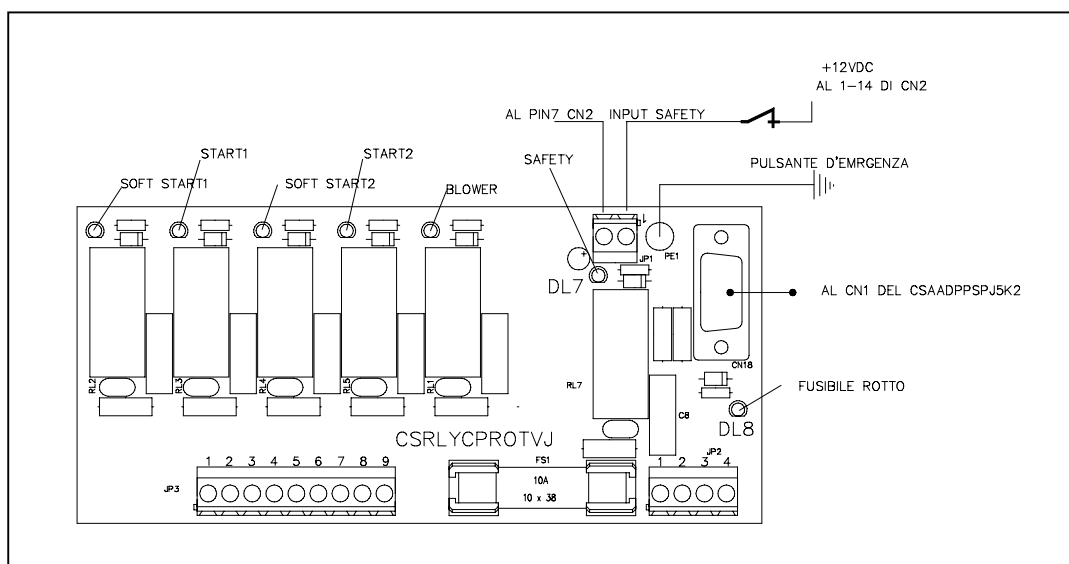 +12VDC
AL 1-14 DI CN2
AL PIN7 CN2 INPUT SAFETY
START1
START2
SAFETY
PULSANTE D'EMRGENZA
SOFT START1
SOFT START2
BLOWER
1
JP1
PE1
DL7
+
AL CN1 DEL CSAADPPSPJ5K2
RL2
RL3
RL4
RL5
RL1
RL7
CN18
FUSIBILE ROTTO
C8
DL8
CSRLYCPROTVJ
JP2
1 2 3 4 5 6 7 8 9
FS1
1 2 3 4
JP3
10A
10 x 38